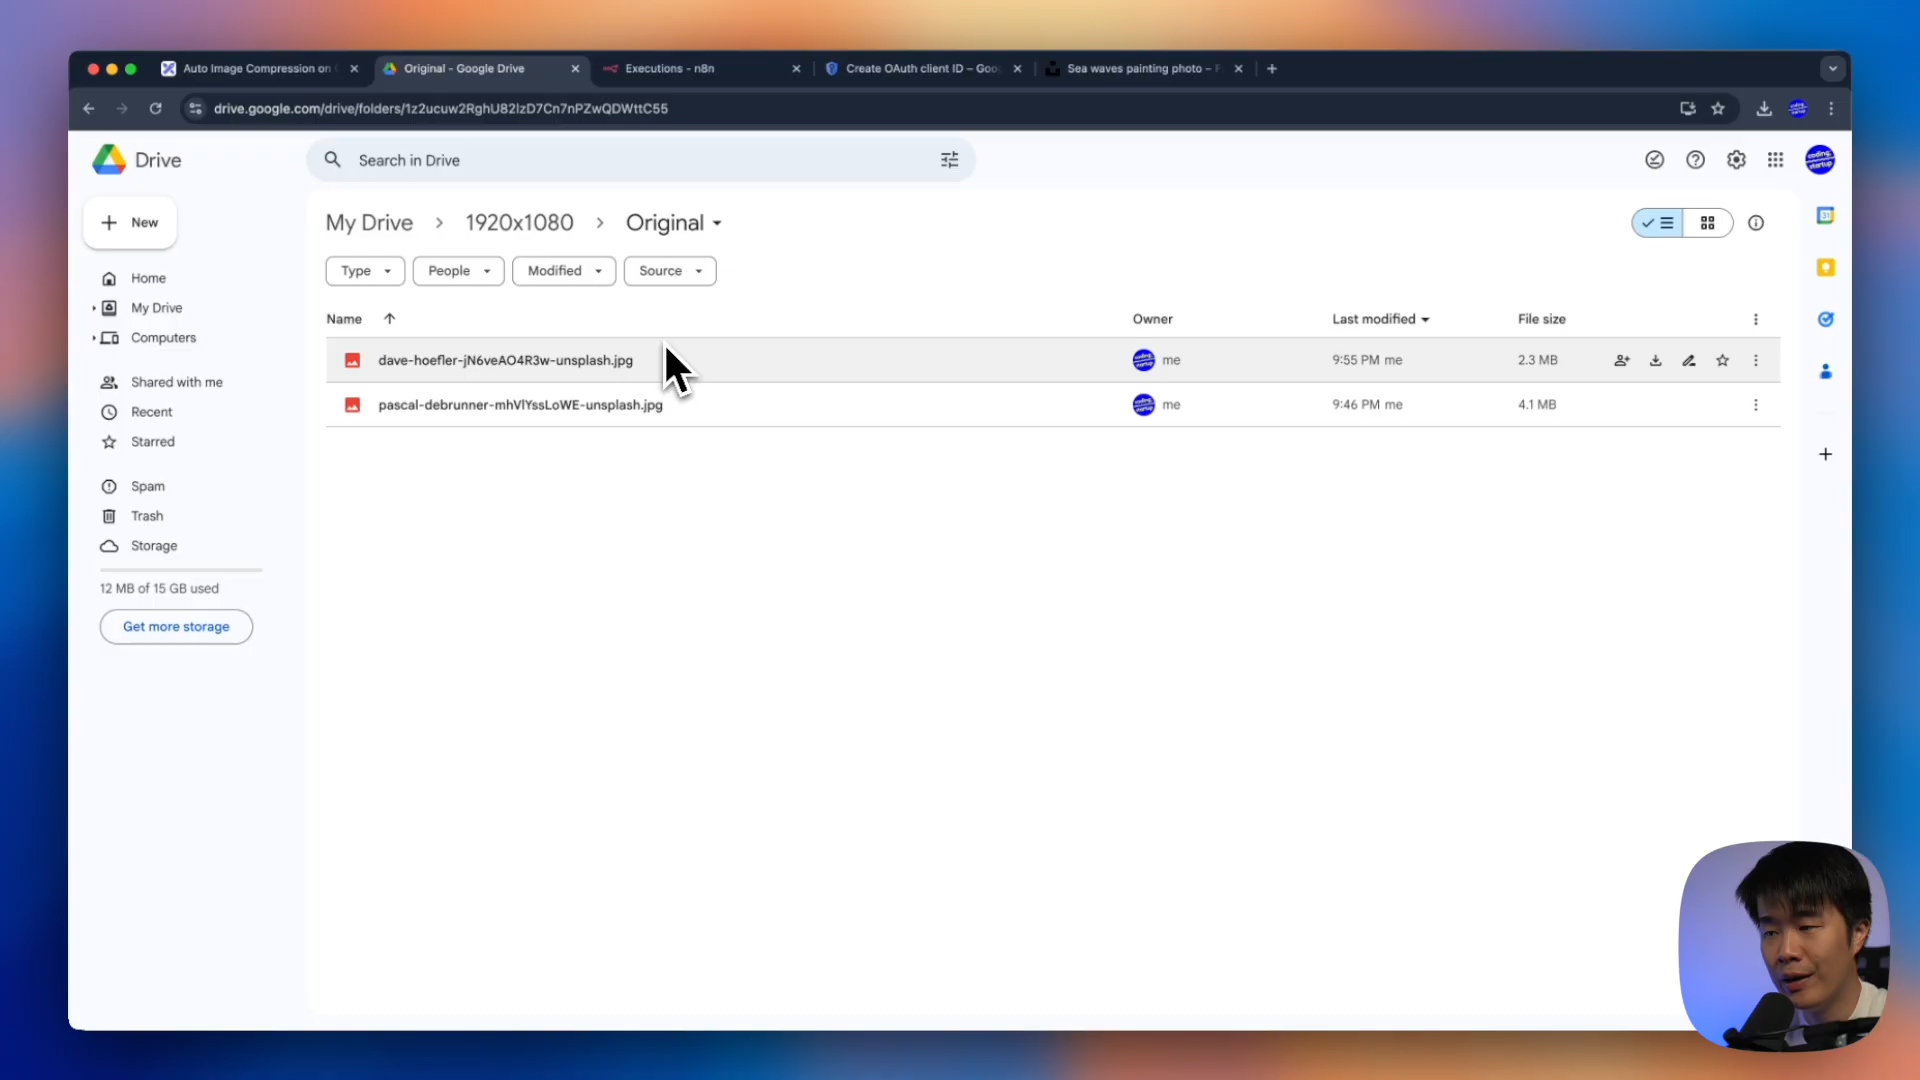 Auto Image Compression on
Original - Google Drive
Executions - n8n
Create OAuth client ID – Goo
Sea waves painting photo –
drive.google.com/drive/folders/1z2ucuw2RghU82IzD7Cn7nPZwQDWttC55
Drive
Search in Drive
coding startup
New
My Drive
1920x1080
Original
31
Type
People
Modified
Source
Home
My Drive
Computers
Shared with me
Recent
Starred
Spam
Trash
Storage
12 MB of 15 GB used
Get more storage
Name
Owner
Last modified
File size
dave-hoefler-jN6veAO4R3w-unsplash.jpg
me
9:55 PM me
2.3 MB
pascal-debrunner-mhVlYssLoWE-unsplash.jpg
me
9:46 PM me
4.1 MB